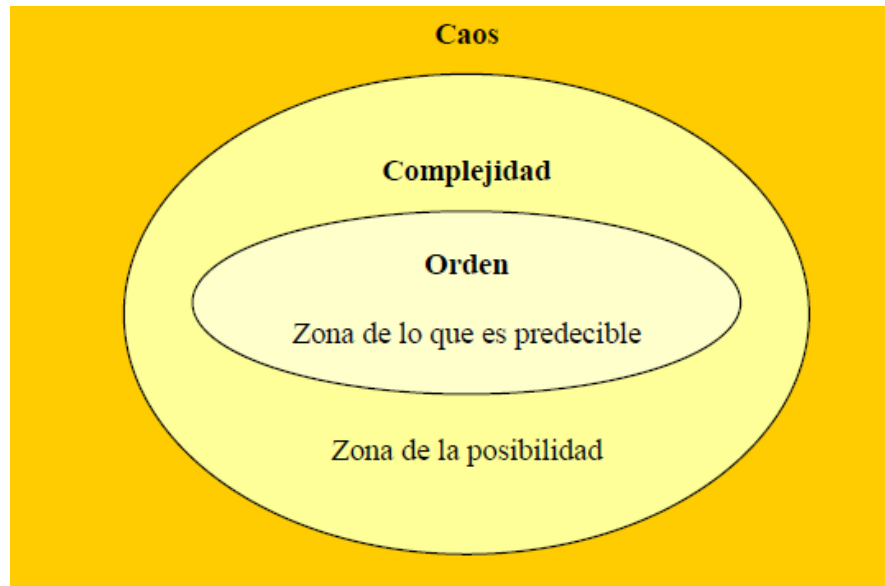 Caos
Complejidad
Orden
Zona de lo que es predecible
Zona de la posibilidad